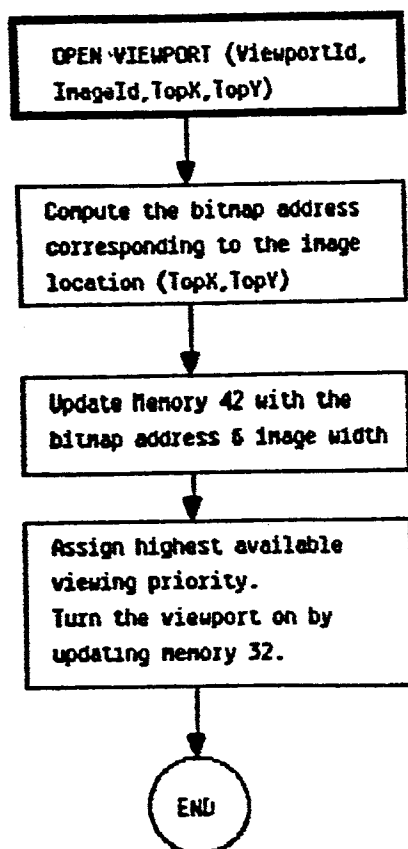 OPEN VIEWPORT (ViewportId,
ImageId,TopX,TopY)
Compute the bitmap address
corresponding to the image
location (TopX,TopY)
Update Memory 42 with the
bitmap address & image width
Assign highest available
viewing priority.
Turn the viewport on by
updating memory 32.
END